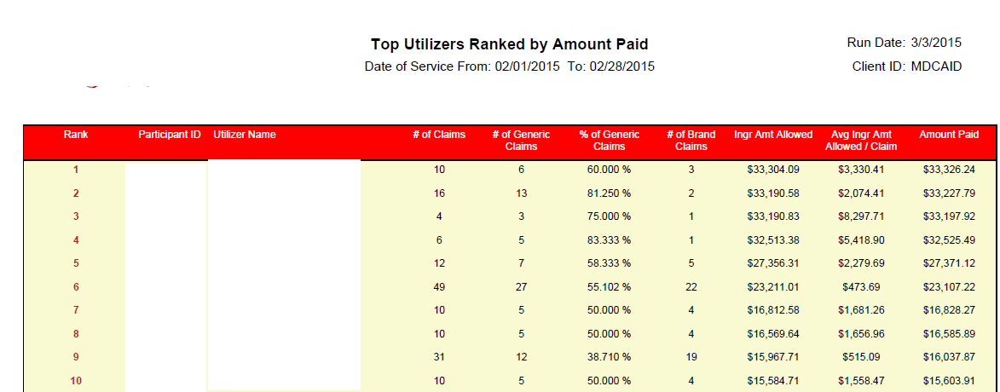 Top Utilizers Ranked by Amount Paid
Run Date: 3/3/2015
Date of Service From: 02/01/2015 To: 02/28/2015
Client ID: MDCAID
Rank Participant ID Utilizer Name # of Claims # of Generic Claims % of Generic Claims # of Brand Claims Ingr Amt Allowed Avg Ingr Amt Allowed / Claim Amount Paid
1 10 6 60.000 % 3 $33,304.09 $3,330.41 $33,326.24
2 16 13 81.250 % 2 $33,190.58 $2,074.41 $33,227.79
3 4 3 75.000 % 1 $33,190.83 $8,297.71 $33,197.92
4 6 5 83.333 % 1 $32,513.38 $5,418.90 $32,525.49
5 12 7 58.333 % 5 $27,356.31 $2,279.69 $27,371.12
6 49 27 55.102 % 22 $23,211.01 $473.69 $23,107.22
7 10 5 50.000 % 4 $16,812.58 $1,681.26 $16,828.27
8 10 5 50.000 % 4 $16,569.64 $1,656.96 $16,585.89
9 31 12 38.710 % 19 $15,967.71 $515.09 $16,037.87
10 10 5 50.000 % 4 $15,584.71 $1,558.47 $15,603.91